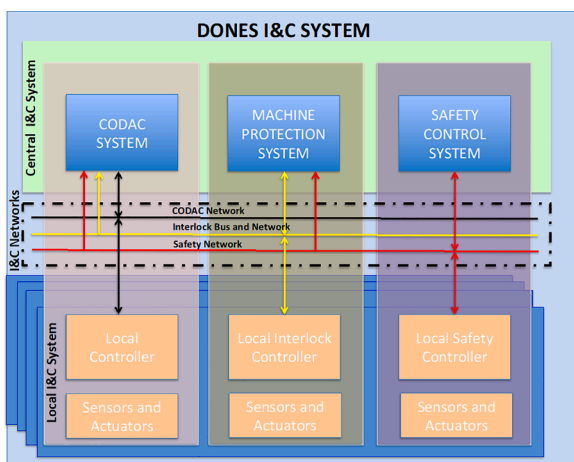 DONES I&C SYSTEM
Central I&C System
CODAC
SYSTEM
MACHINE
PROTECTION
SYSTEM
SAFETY
CONTROL
SYSTEM
I&C Networks
CODAC Network
Interlock Bus and Network
Safety Network
Local I&C System
Local
Controller
Local Interlock
Controller
Local Safety
Controller
Sensors and
Actuators
Sensors and
Actuators
Sensors and
Actuators